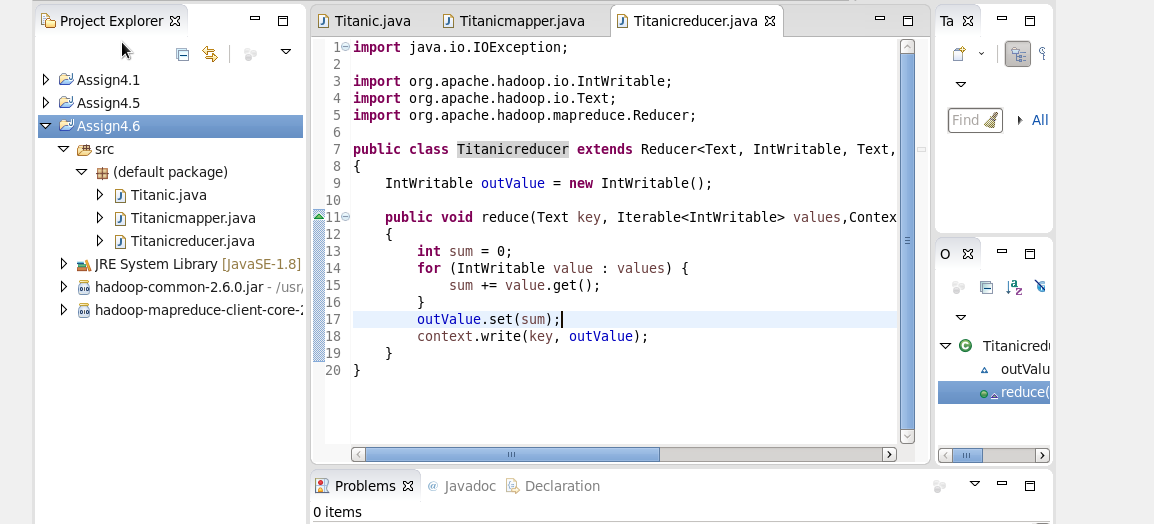 Project Explorer
Assign4.1
Assign4.5
Assign4.6
src
(default package)
Titanic.java
Titanicmapper.java
Titanicreducer.java
JRE System Library [JavaSE-1.8]
hadoop-common-2.6.0.jar - /usr/
hadoop-mapreduce-client-core-2
Titanic.java Titanicmapper.java Titanicreducer.java
1 import java.io.IOException;
2
3 import org.apache.hadoop.io.IntWritable;
4 import org.apache.hadoop.io.Text;
5 import org.apache.hadoop.mapreduce.Reducer;
6
7 public class Titanicreducer extends Reducer<Text, IntWritable, Text,
8 {
9     IntWritable outValue = new IntWritable();
10
11     public void reduce(Text key, Iterable<IntWritable> values,Contex
12     {
13         int sum = 0;
14         for (IntWritable value : values) {
15             sum += value.get();
16         }
17         outValue.set(sum);
18         context.write(key, outValue);
19     }
20 }
Ta
Find All
O
Titanicredu
outValu
reduce(
Problems @ Javadoc Declaration
0 items